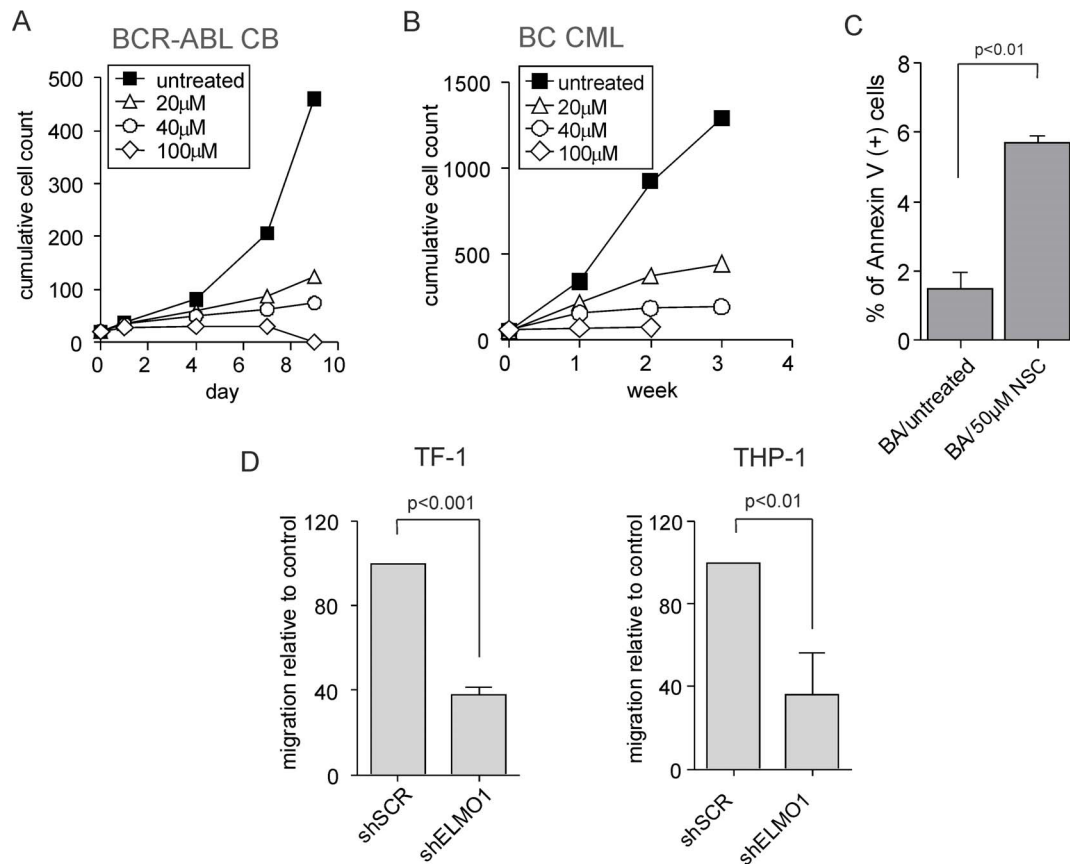 A
BCR-ABL CB
untreated
20μM
40μM
100μM
cumulative cell count
500
400
300
200
100
0
0 2 4 6 8 10
day
B
BC CML
untreated
20μM
40μM
100μM
cumulative cell count
1500
1000
500
0
0 1 2 3 4
week
C
p<0.01
% of Annexin V (+) cells
8
6
4
2
0
BA/untreated
BA/50μM NSC
D
TF-1
p<0.001
migration relative to control
120
80
40
0
shSCR
shELMO1
THP-1
p<0.01
migration relative to control
120
80
40
0
shSCR
shELMO1